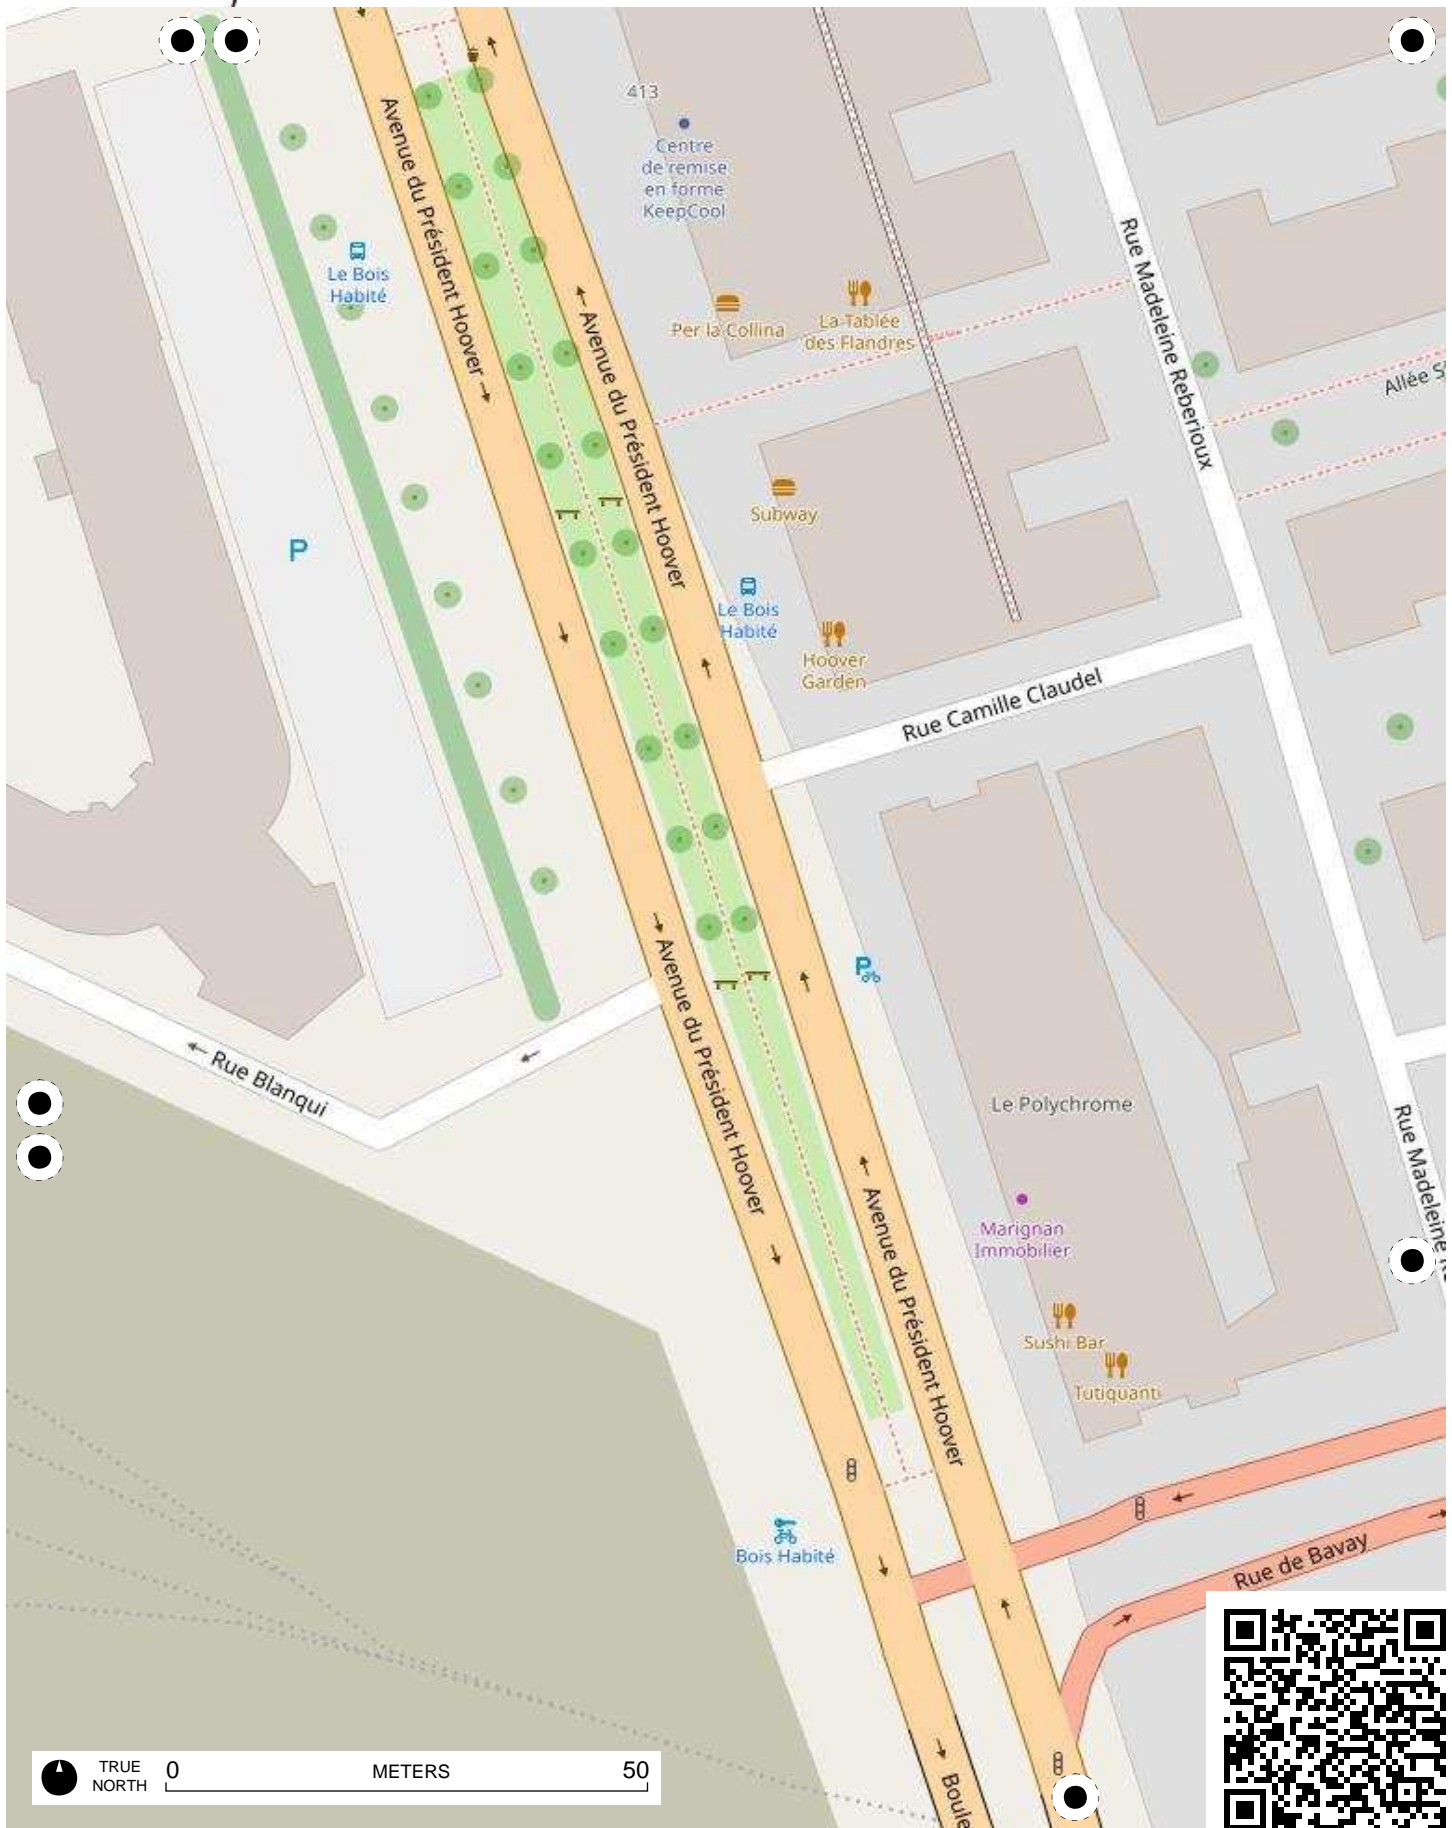 413
Centre
de remise
en forme
KeepCool
Avenue du Président Hoover
Le Bois
Habité
Avenue du Président Hoover
Per la Collina
La Tablée
des Flandres
Rue Madeleine Reberioux
Allée S
Subway
P
Le Bois
Habité
Hoover
Garden
Rue Camille Claudel
Avenue du Président Hoover
P
Rue Blanqui
Le Polychrome
Rue Madeleine
Avenue du Président Hoover
Marignan
Immobilier
Sushi Bar
Tutiquanti
Bois Habité
Rue de Bavay
Boule
TRUE
NORTH
0 METERS 50